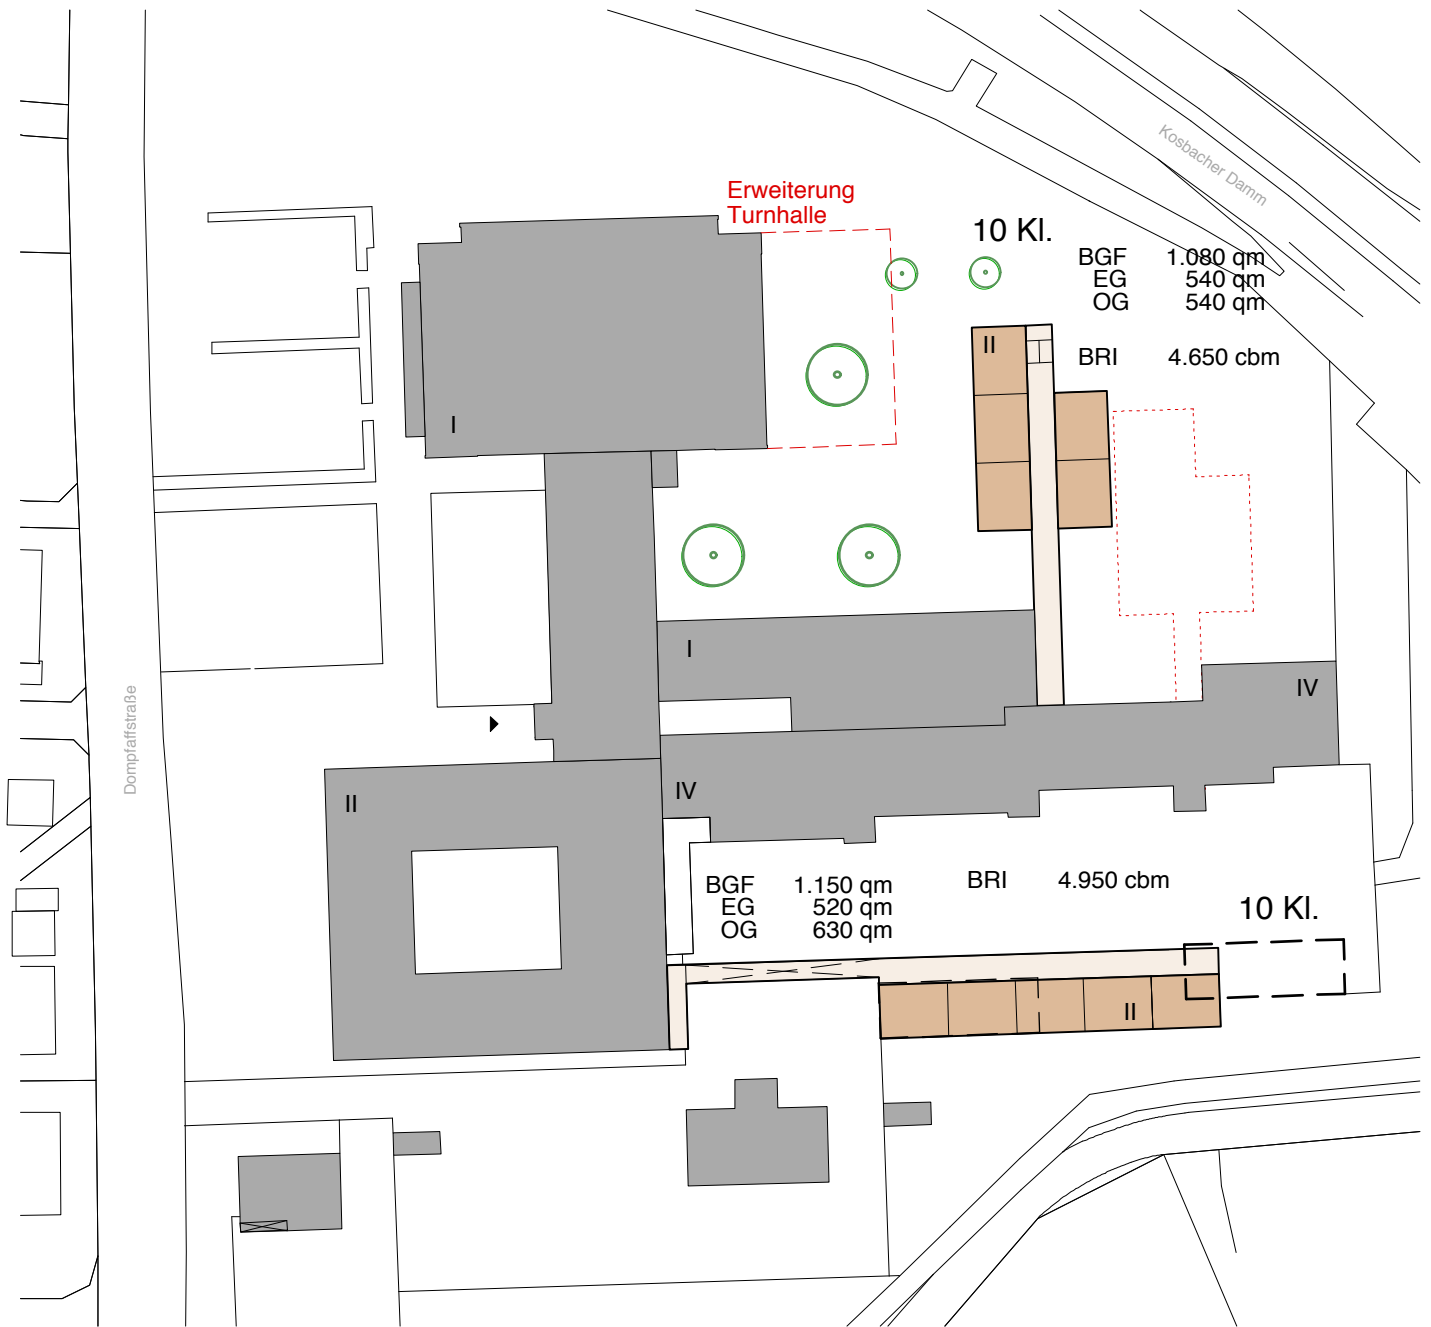 Kosbacher Damm
Erweiterung
Turnhalle
10 Kl.
BGF 1.080 qm
EG 540 qm
OG 540 qm
II
BRI 4.650 cbm
I
I
IV
Dompfaffstraße
IV
II
BGF 1.150 qm
EG 520 qm
OG 630 qm
BRI 4.950 cbm
10 Kl.
II